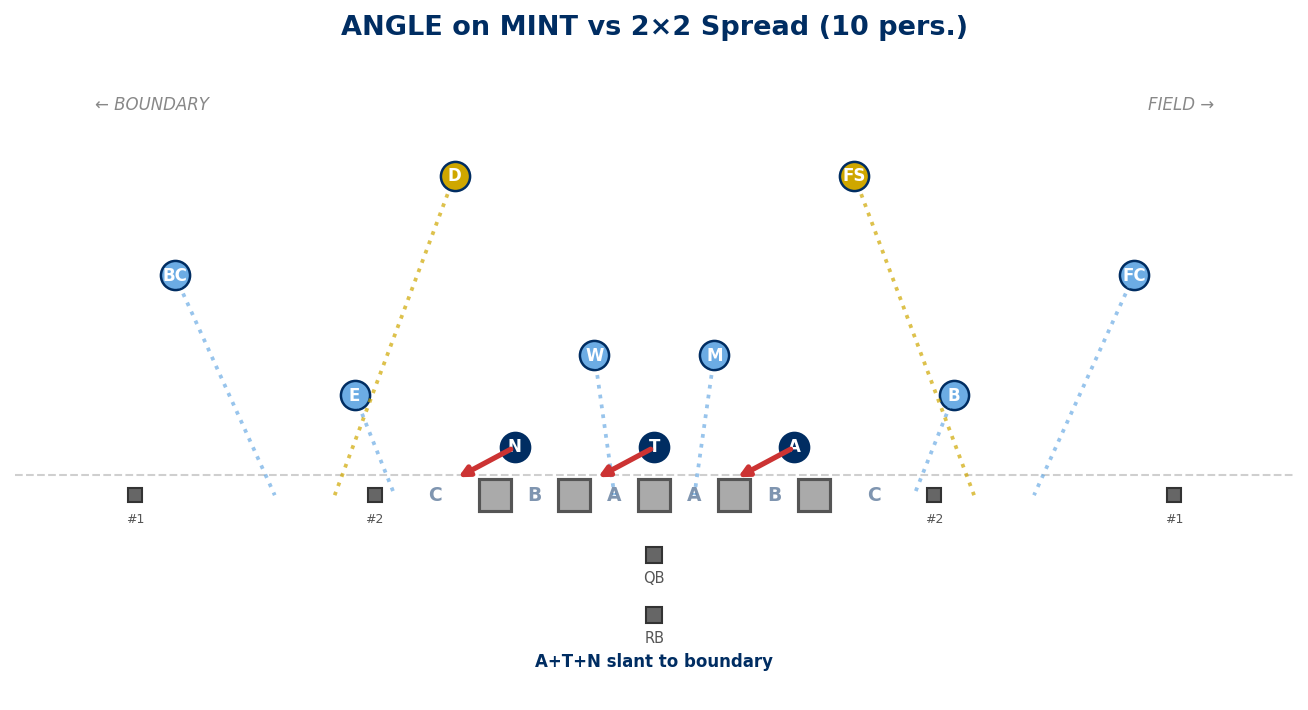 ANGLE on MINT vs 2×2 Spread (10 pers.)
← BOUNDARY
FIELD →
D
FS
BC
FC
W
M
E
B
N
T
A
C
B
A
A
B
C
#1
#2
#2
#1
QB
RB
A+T+N slant to boundary